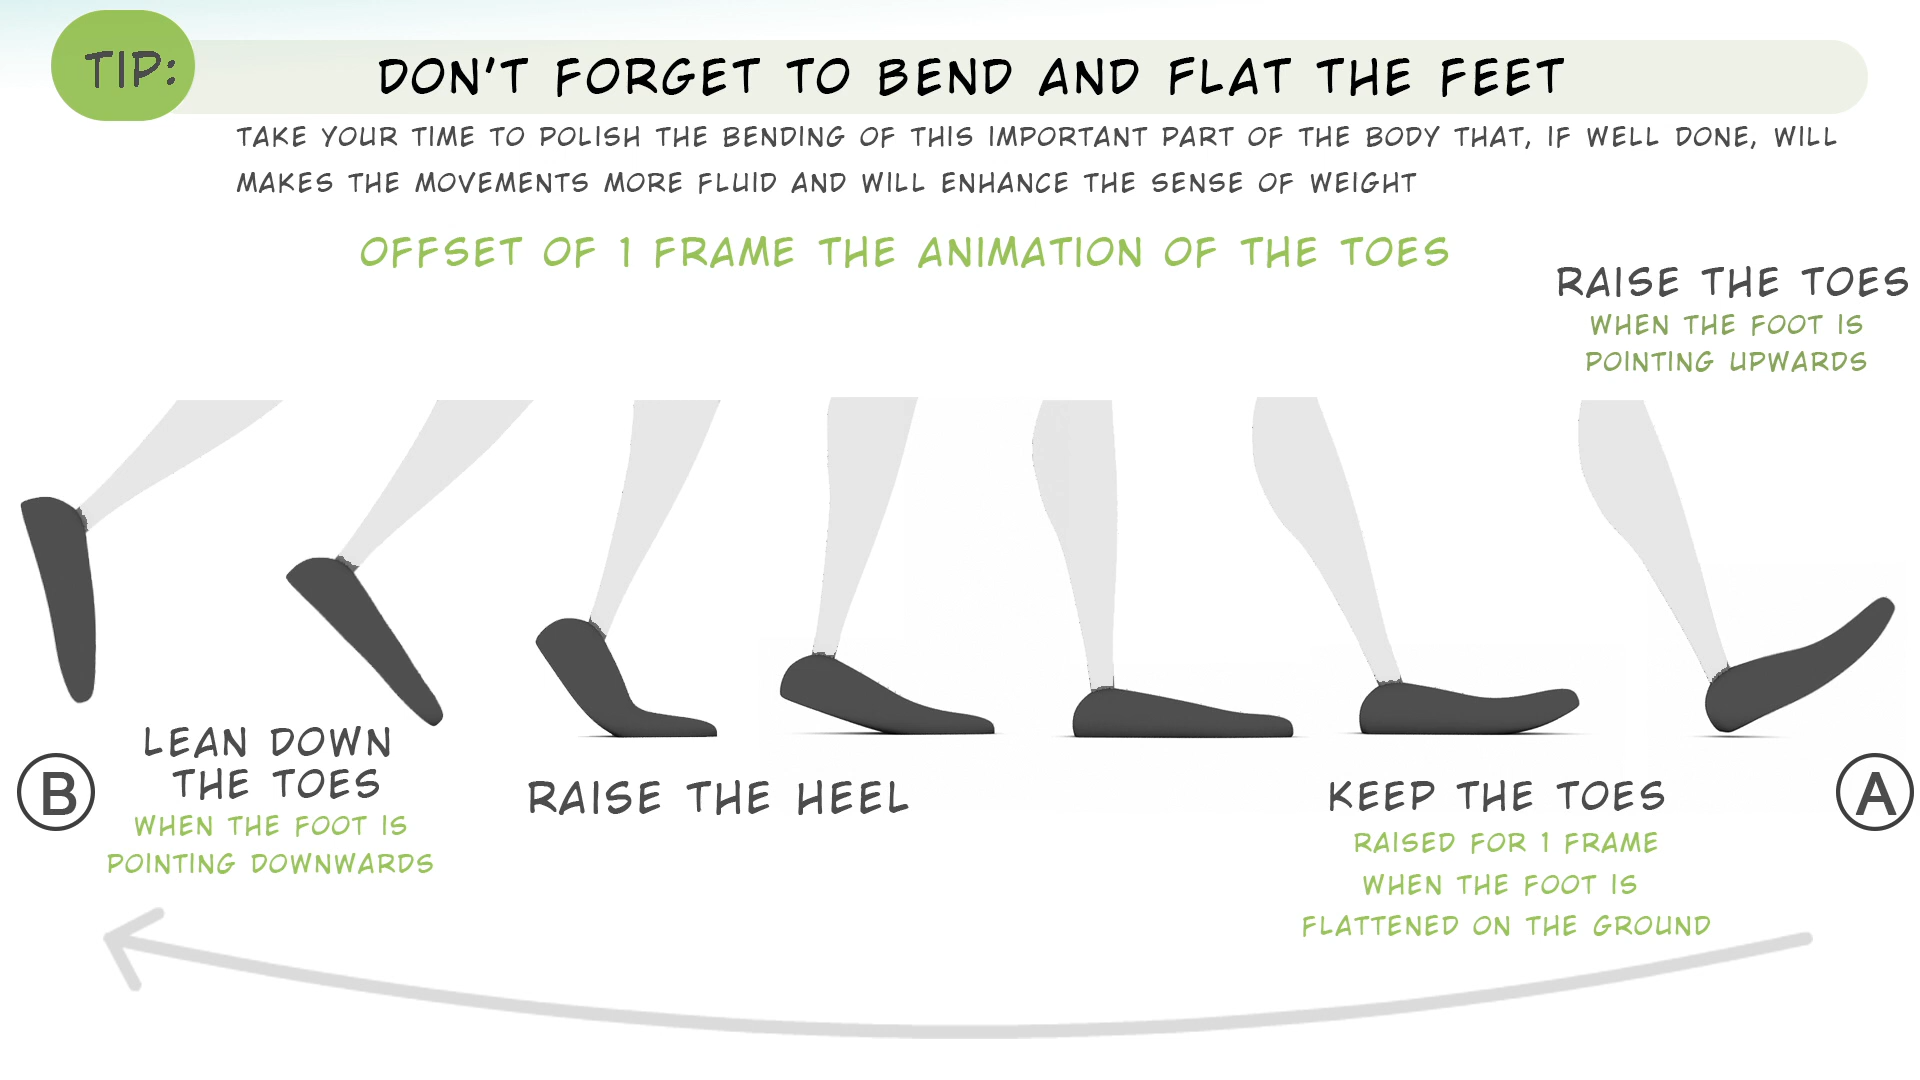 TIP:
DON'T FORGET TO BEND AND FLAT THE FEET
TAKE YOUR TIME TO POLISH THE BENDING OF THIS IMPORTANT PART OF THE BODY THAT, IF WELL DONE, WILL
MAKES THE MOVEMENTS MORE FLUID AND WILL ENHANCE THE SENSE OF WEIGHT
OFFSET OF 1 FRAME THE ANIMATION OF THE TOES
RAISE THE TOES
WHEN THE FOOT IS
POINTING UPWARDS
B
LEAN DOWN
THE TOES
WHEN THE FOOT IS
POINTING DOWNWARDS
RAISE THE HEEL
KEEP THE TOES
RAISED FOR 1 FRAME
WHEN THE FOOT IS
FLATTENED ON THE GROUND
A